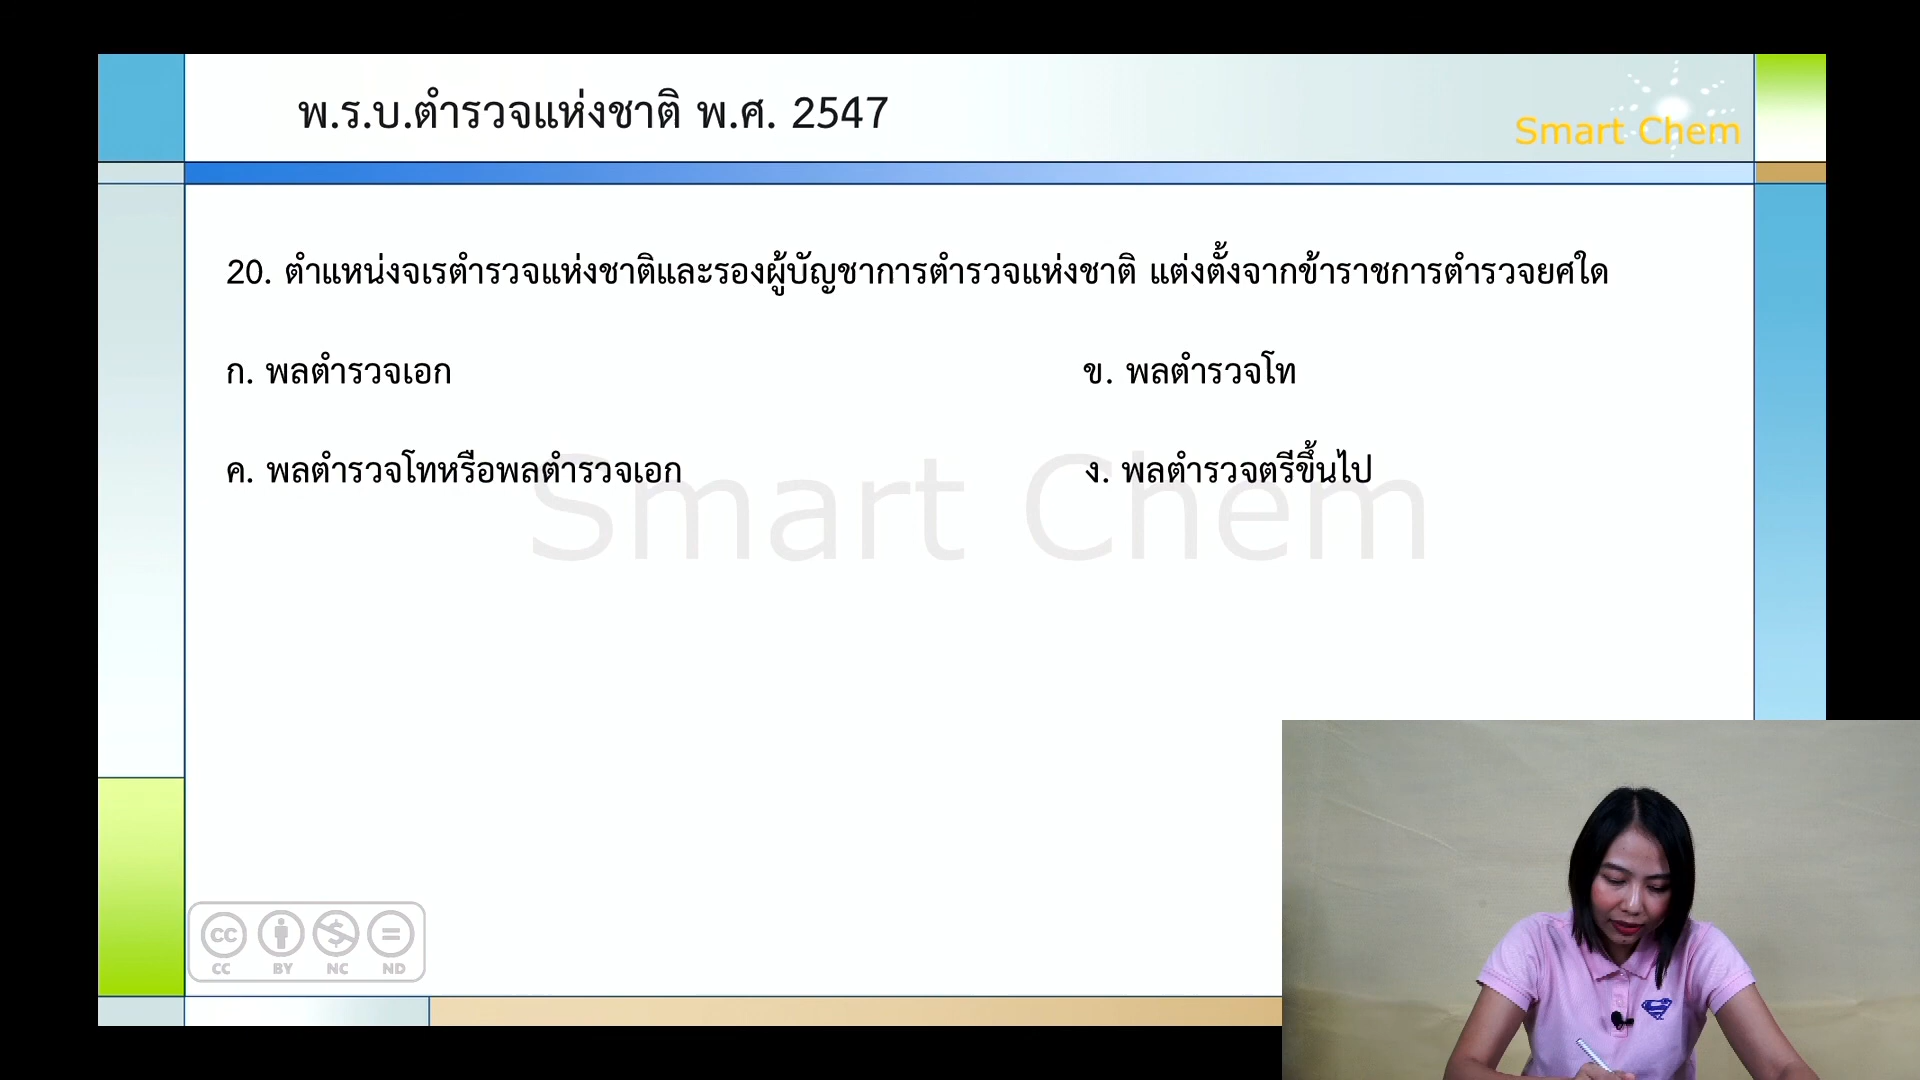 พ.ร.บ.ตำรวจแห่งชาติ พ.ศ. 2547
Smart Chem
20. ตำแหน่งจเรตำรวจแห่งชาติและรองผู้บัญชาการตำรวจแห่งชาติ แต่งตั้งจากข้าราชการตำรวจยศใด
ก. พลตำรวจเอก
ข. พลตำรวจโท
ค. พลตำรวจโทหรือพลตำรวจเอก
ง. พลตำรวจตรีขึ้นไป
Smart Chem
CC BY NC ND